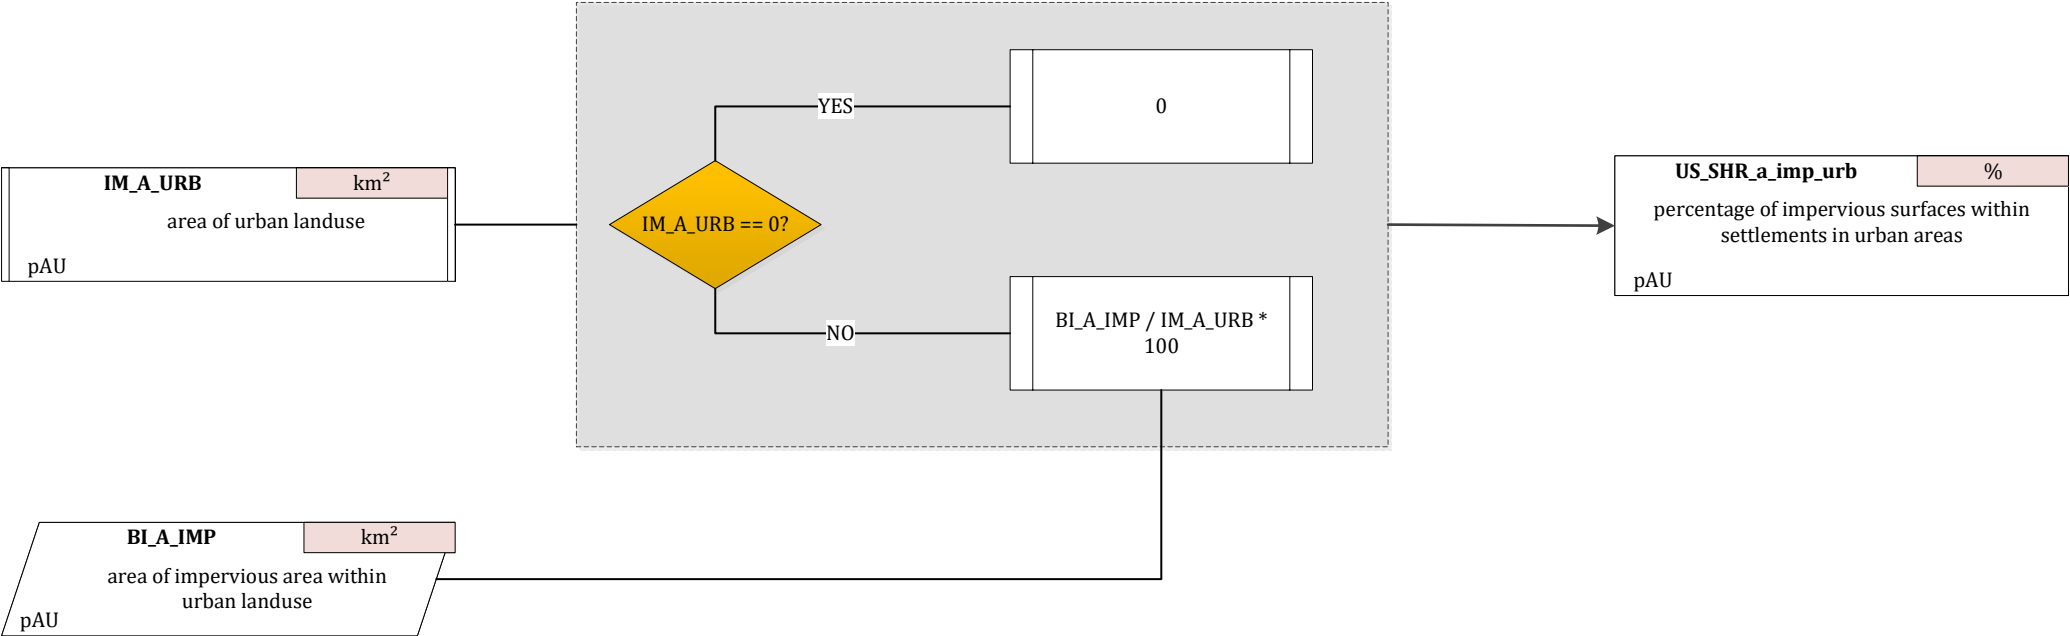 YES
0
IM_A_URB
km²
area of urban landuse
pAU
IM_A_URB == 0?
US_SHR_a_imp_urb
%
percentage of impervious surfaces within
settlements in urban areas
pAU
NO
BI_A_IMP / IM_A_URB *
100
BI_A_IMP
km²
area of impervious area within
urban landuse
pAU